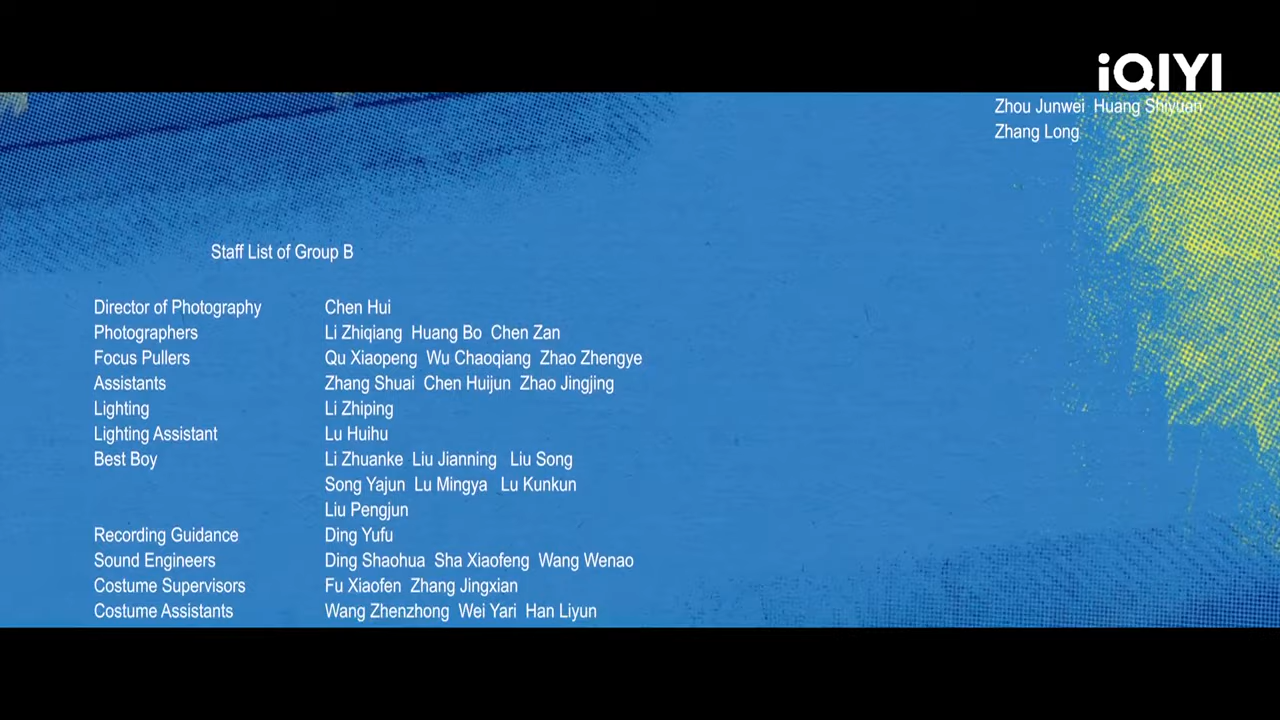 iQIYI
Zhou Junwei Huang Shiyuan
Zhang Long
Staff List of Group B
Director of Photography Chen Hui
Photographers Li Zhiqiang Huang Bo Chen Zan
Focus Pullers Qu Xiaopeng Wu Chaoqiang Zhao Zhengye
Assistants Zhang Shuai Chen Huijun Zhao Jingjing
Lighting Li Zhiping
Lighting Assistant Lu Huihu
Best Boy Li Zhuanke Liu Jianning Liu Song
Song Yajun Lu Mingya Lu Kunkun
Liu Pengjun
Recording Guidance Ding Yufu
Sound Engineers Ding Shaohua Sha Xiaofeng Wang Wenao
Costume Supervisors Fu Xiaofen Zhang Jingxian
Costume Assistants Wang Zhenzhong Wei Yari Han Liyun